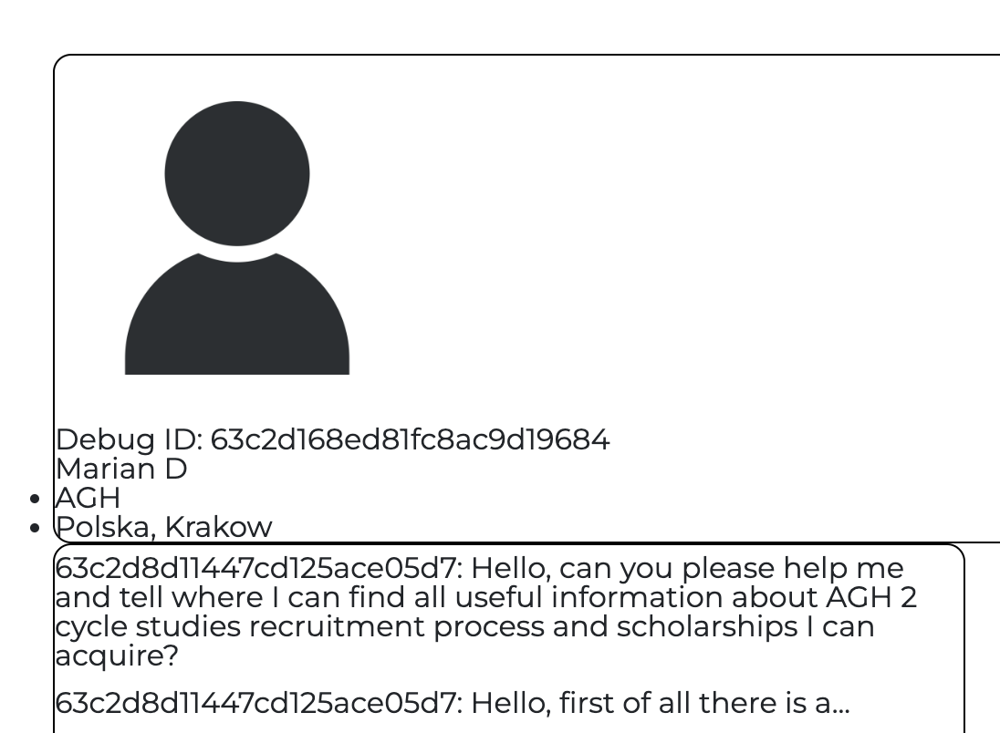 Debug ID: 63c2d168ed81fc8ac9d19684
Marian D
AGH
Polska, Krakow
63c2d8d11447cd125ace05d7: Hello, can you please help me
and tell where I can find all useful information about AGH 2
cycle studies recruitment process and scholarships I can
acquire?
63c2d8d11447cd125ace05d7: Hello, first of all there is a...